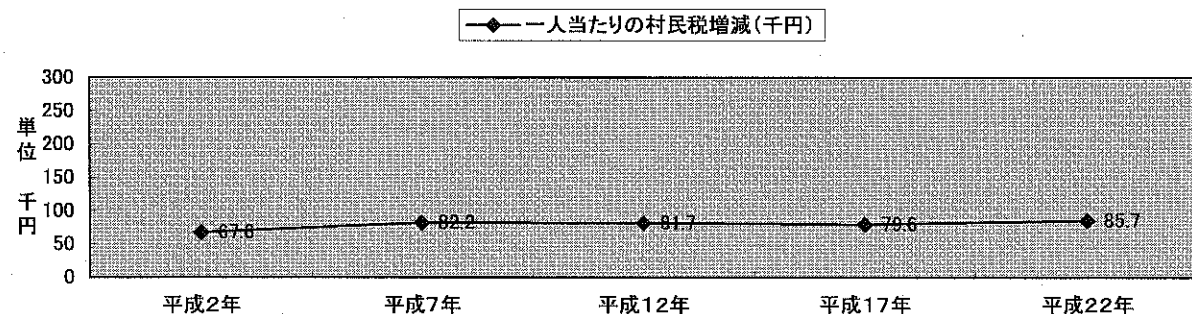 一人当たりの村民税増減(千円)
300
250
200
150
100
50
0
単位 千円
67.6
82.2
81.7
79.6
85.7
平成2年
平成7年
平成12年
平成17年
平成22年